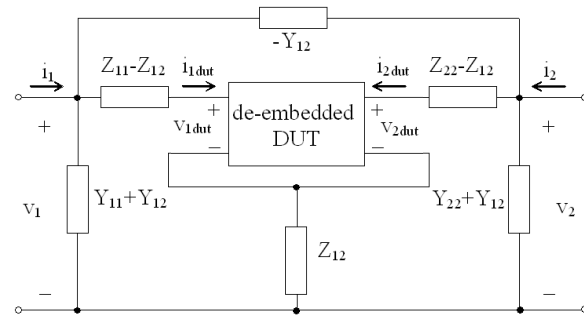 -Y12
i1
Z11-Z12
i1dut
i2dut
Z22-Z12
i2
+
+
de-embedded
DUT
+
+
v1dut
v2dut
−
−
v1
Y11+Y12
Y22+Y12
v2
Z12
−
−